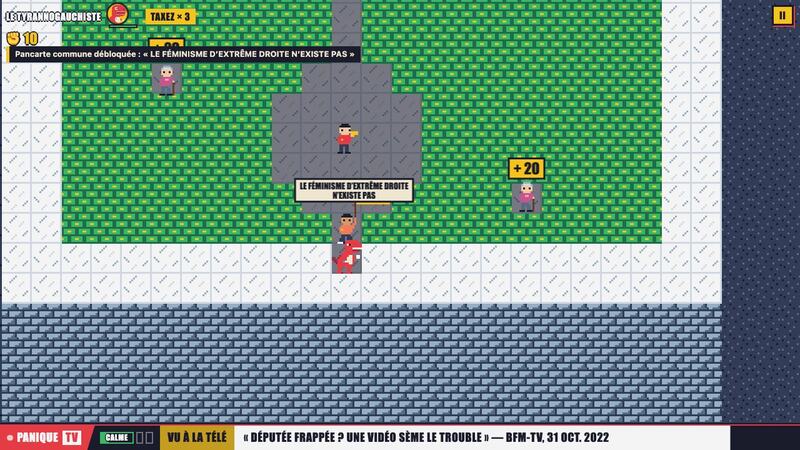 LE TYRANNOGAUCHISTE
TAXEZ × 3
10
Pancarte commune débloquée : « LE FÉMINISME D'EXTRÊME DROITE N'EXISTE PAS »
+ 20
LE FÉMINISME D'EXTRÊME DROITE
N'EXISTE PAS
PANIQUE TV
CALME
VU À LA TÉLÉ
« DÉPUTÉE FRAPPÉE ? UNE VIDÉO SÈME LE TROUBLE » — BFM-TV, 31 OCT. 2022